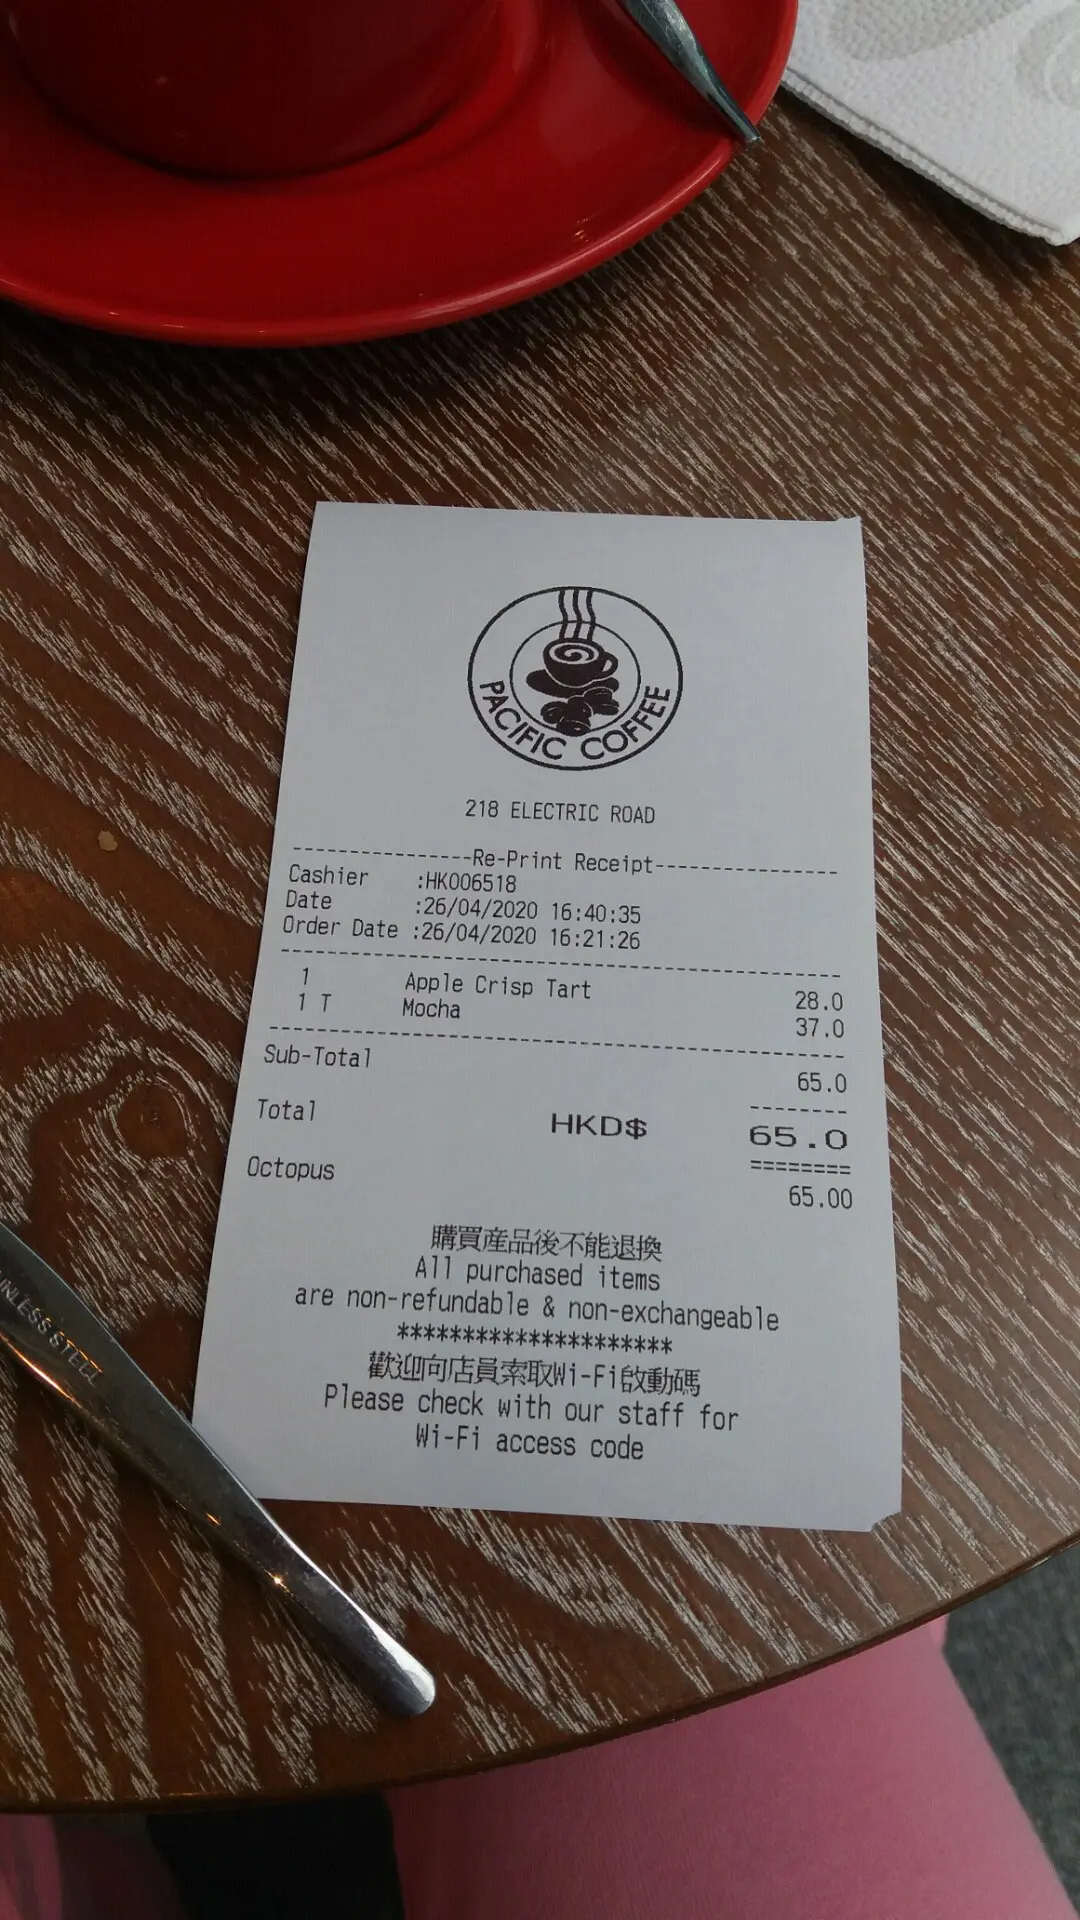 PACIFIC COFFEE
218 ELECTRIC ROAD
----------------Re-Print Receipt----------------
Cashier :HK006518
Date :26/04/2020 16:40:35
Order Date :26/04/2020 16:21:26
1 Apple Crisp Tart 28.0
1 T Mocha 37.0
Sub-Total 65.0
Total HKD$ 65.0
========
Octopus 65.00
購買產品後不能退換
All purchased items
are non-refundable & non-exchangeable
*********************
歡迎向店員索取Wi-Fi啟動碼
Please check with our staff for
Wi-Fi access code
STEEL